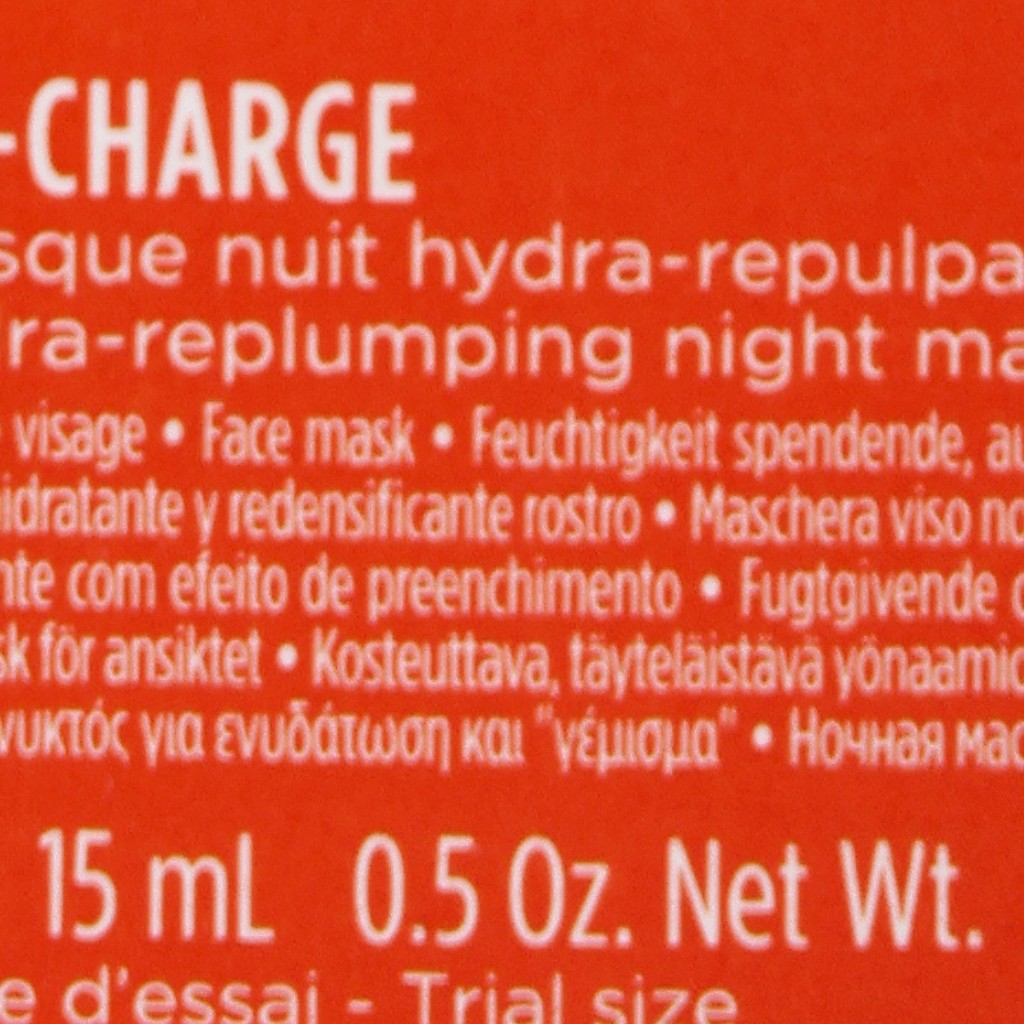 -CHARGE
sque nuit hydra-repulpa
ra-replumping night ma
visage • Face mask • Feuchtigkeit spendende, au
idratante y redensificante rostro • Maschera viso no
nte com efeito de preenchimento • Fugtgivende o
sk för ansiktet • Kosteuttava, täyteläistävä yönaamio
νυκτός για ενυδάτωση και "γέμισμα" • Ночная мас
15 mL 0.5 Oz. Net Wt.
e d'essai - Trial size